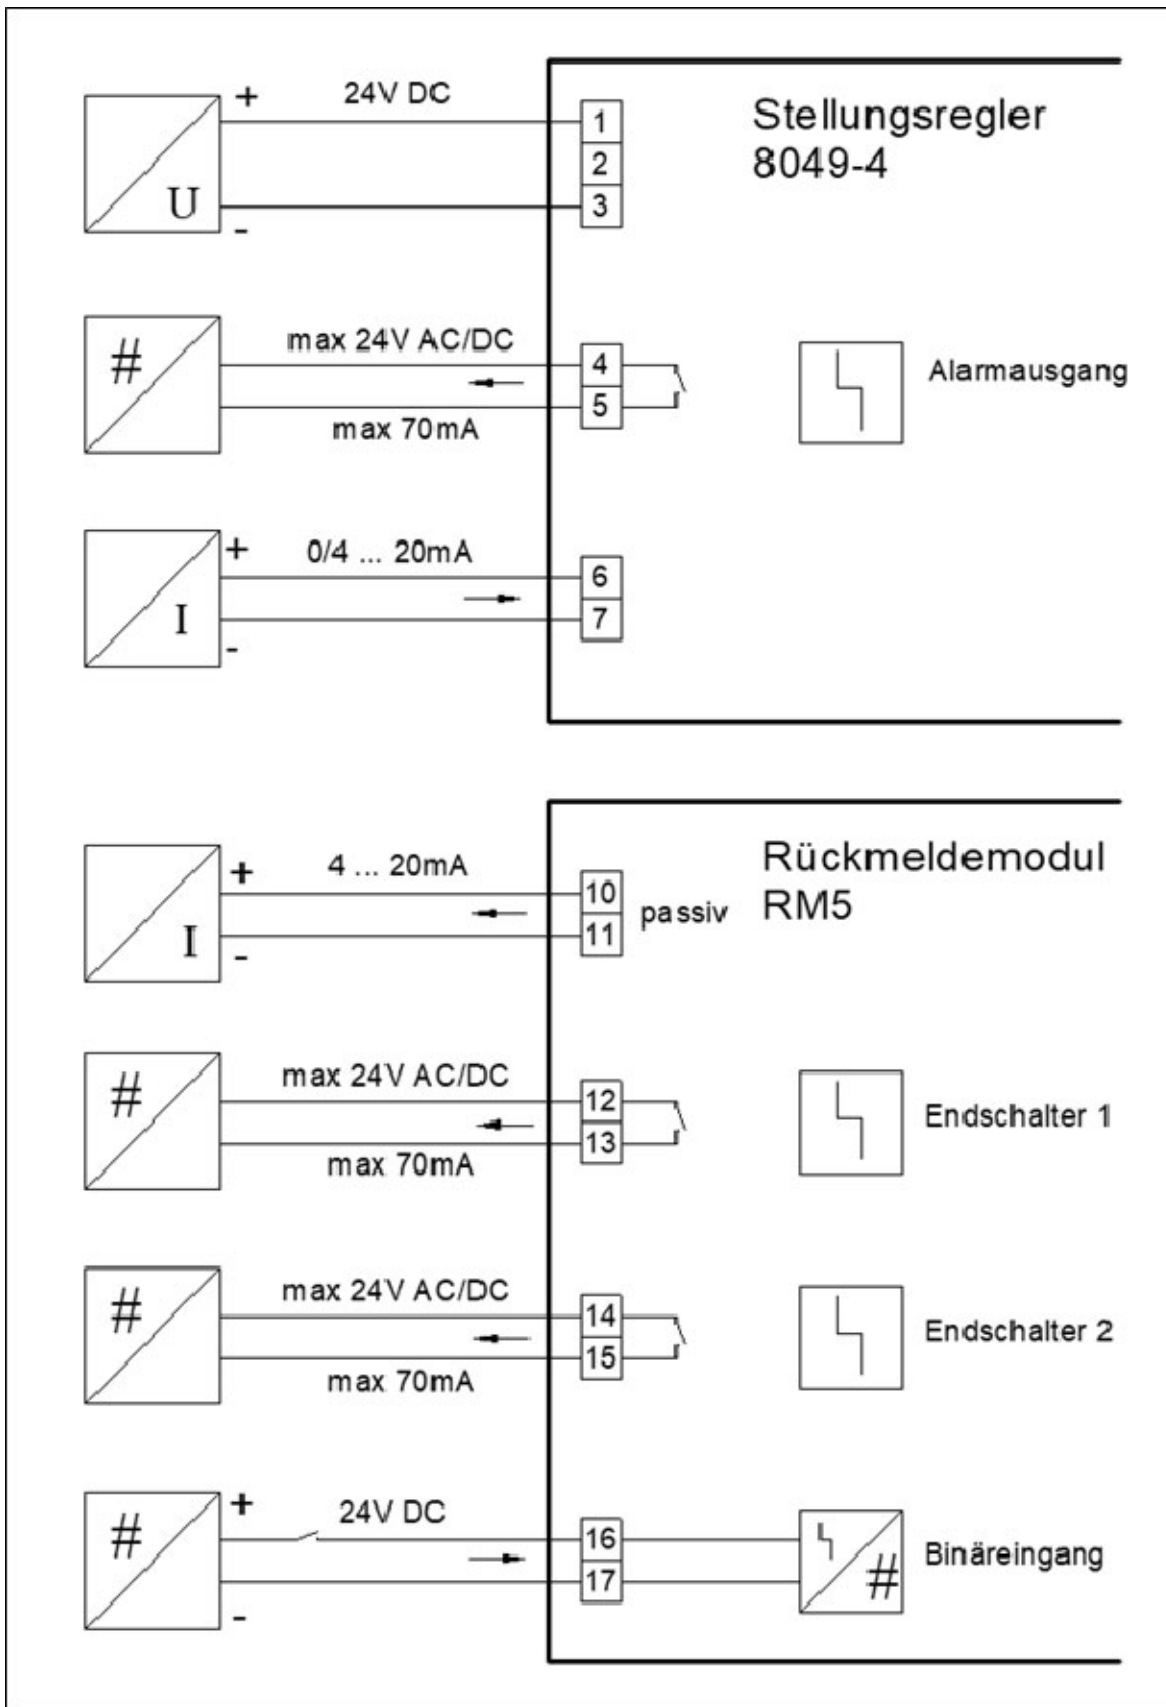 + 24V DC
U
-
1
2
3
Stellungsregler
8049-4
#
max 24V AC/DC
max 70mA
4
5
Alarmausgang
+ 0/4 ... 20mA
I
-
6
7
+ 4 ... 20mA
I
-
10
11
passiv
Rückmeldemodul
RM5
#
max 24V AC/DC
max 70mA
12
13
Endschalter 1
#
max 24V AC/DC
max 70mA
14
15
Endschalter 2
#
+ 24V DC
-
16
17
#
Binäreingang